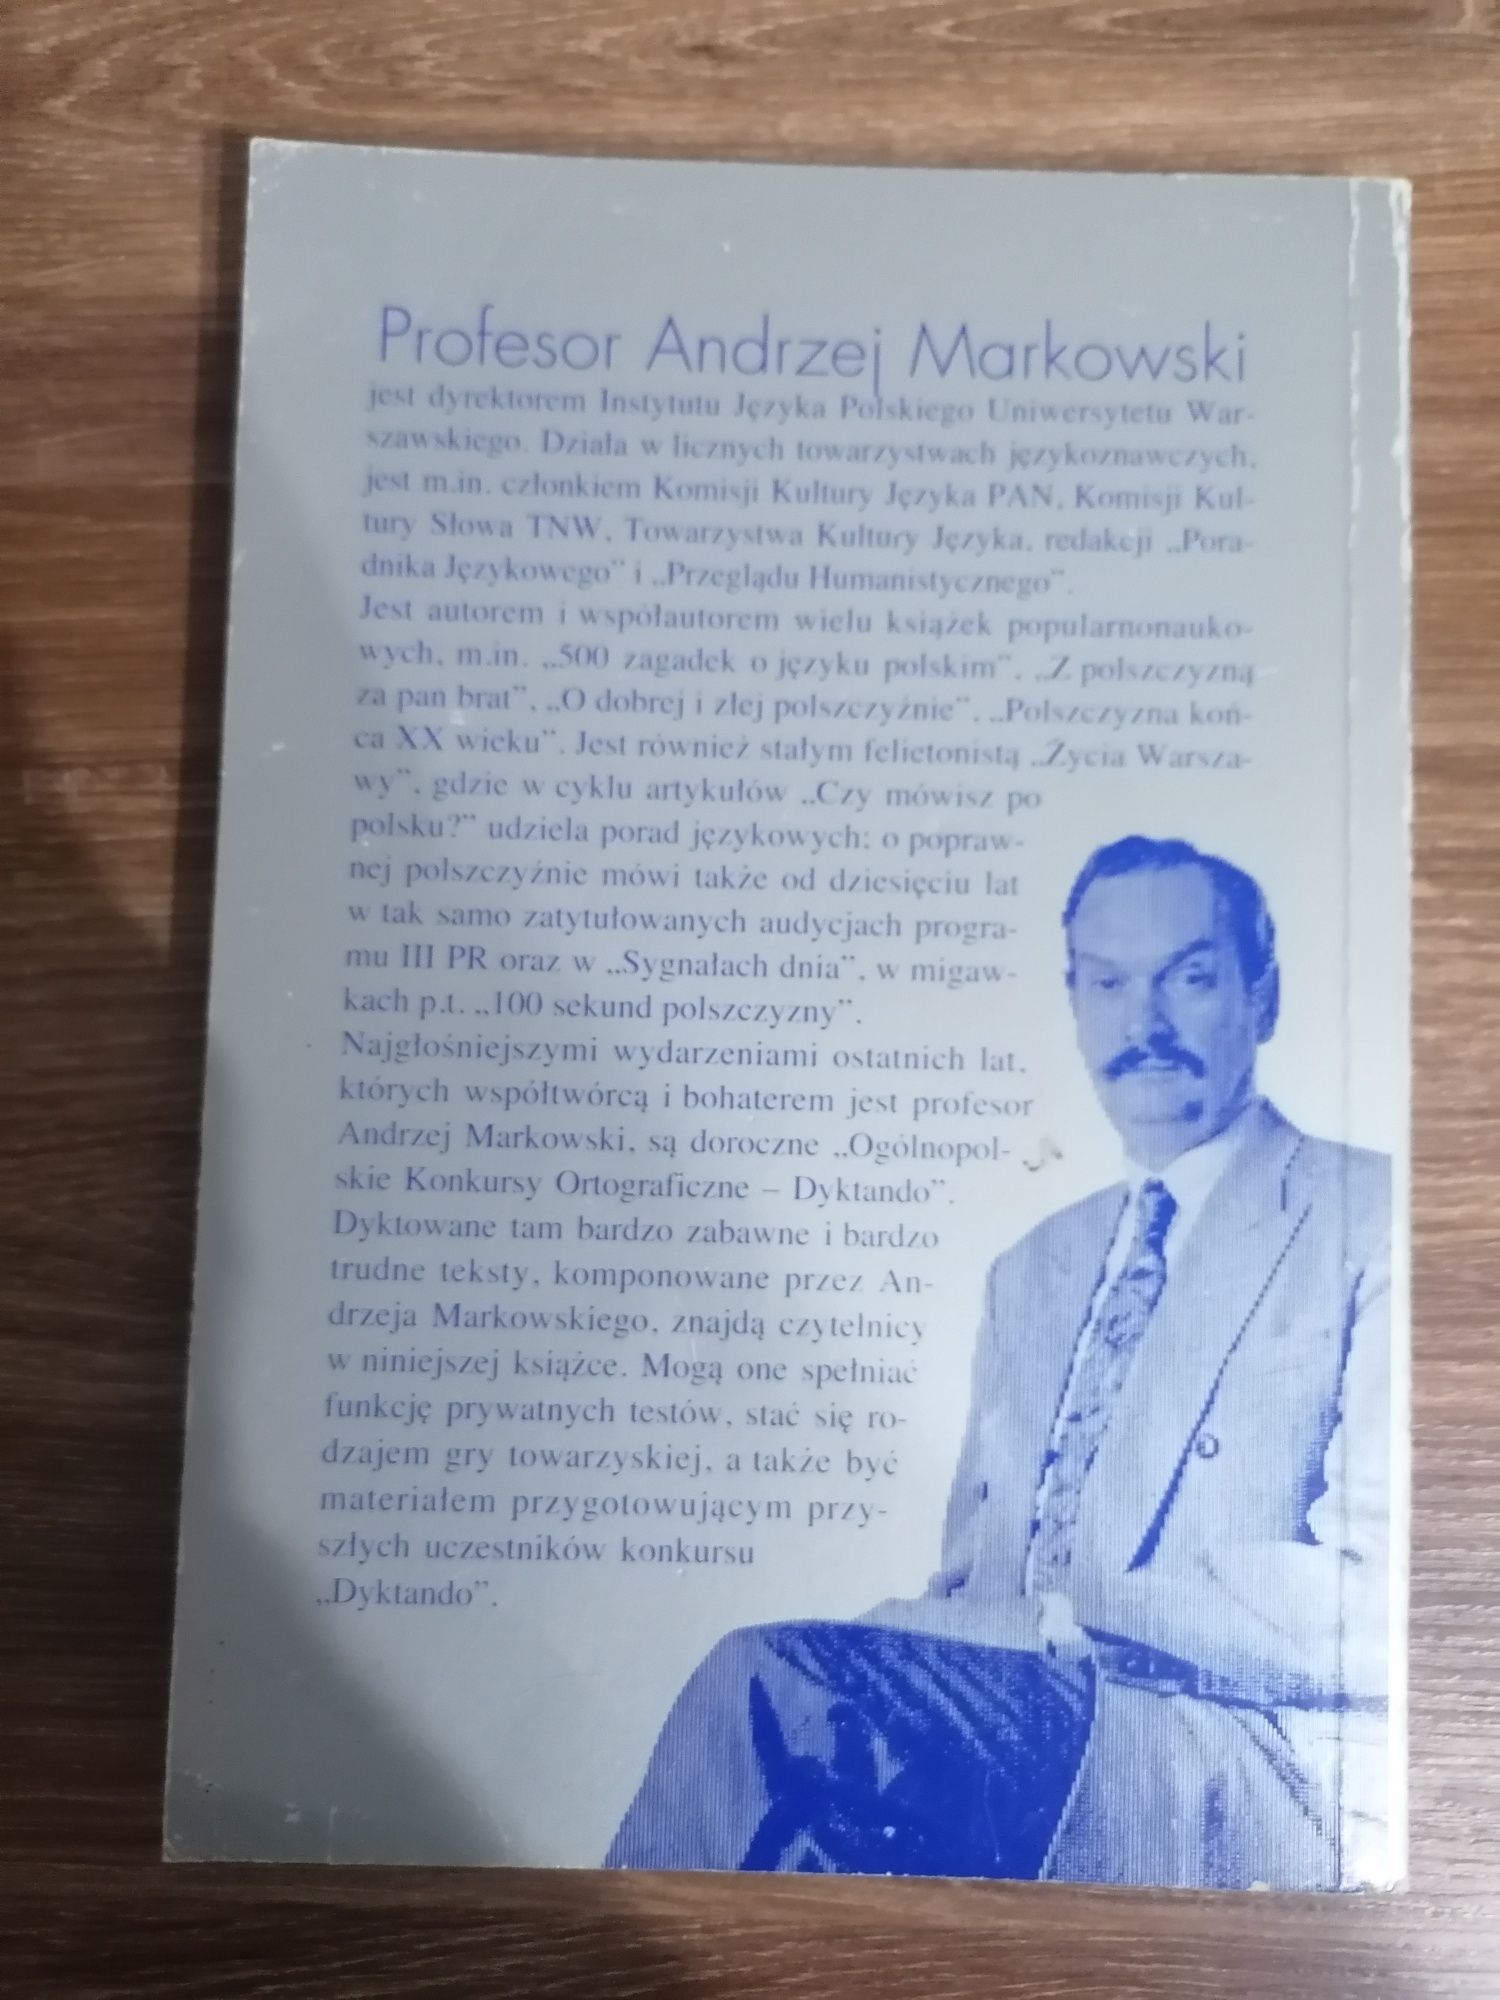 Profesor Andrzej Markowski
jest dyrektorem Instytutu Języka Polskiego Uniwersytetu War-
szawskiego. Działa w licznych towarzystwach językoznawczych,
jest m.in. członkiem Komisji Kultury Języka PAN, Komisji Kul-
tury Słowa TNW, Towarzystwa Kultury Języka, redakcji „Pora-
dnika Językowego” i „Przeglądu Humanistycznego”.
Jest autorem i współautorem wielu książek popularnonauko-
wych, m.in. „500 zagadek o języku polskim”, „Z polszczyzną
za pan brat”, „O dobrej i złej polszczyźnie”, „Polszczyzna koń-
ca XX wieku”. Jest również stałym felietonistą „Życia Warsza-
wy”, gdzie w cyklu artykułów „Czy mówisz po
polsku?” udziela porad językowych; o popraw-
nej polszczyźnie mówi także od dziesięciu lat
w tak samo zatytułowanych audycjach progra-
mu III PR oraz w „Sygnałach dnia”, w migaw-
kach p.t. „100 sekund polszczyzny”.
Najgłośniejszymi wydarzeniami ostatnich lat,
których współtwórcą i bohaterem jest profesor
Andrzej Markowski, są doroczne „Ogólnopol-
skie Konkursy Ortograficzne – Dyktando”.
Dyktowane tam bardzo zabawne i bardzo
trudne teksty, komponowane przez An-
drzeja Markowskiego, znajdą czytelnicy
w niniejszej książce. Mogą one spełniać
funkcję prywatnych testów, stać się ro-
dzajem gry towarzyskiej, a także być
materiałem przygotowującym przy-
szłych uczestników konkursu
„Dyktando”.